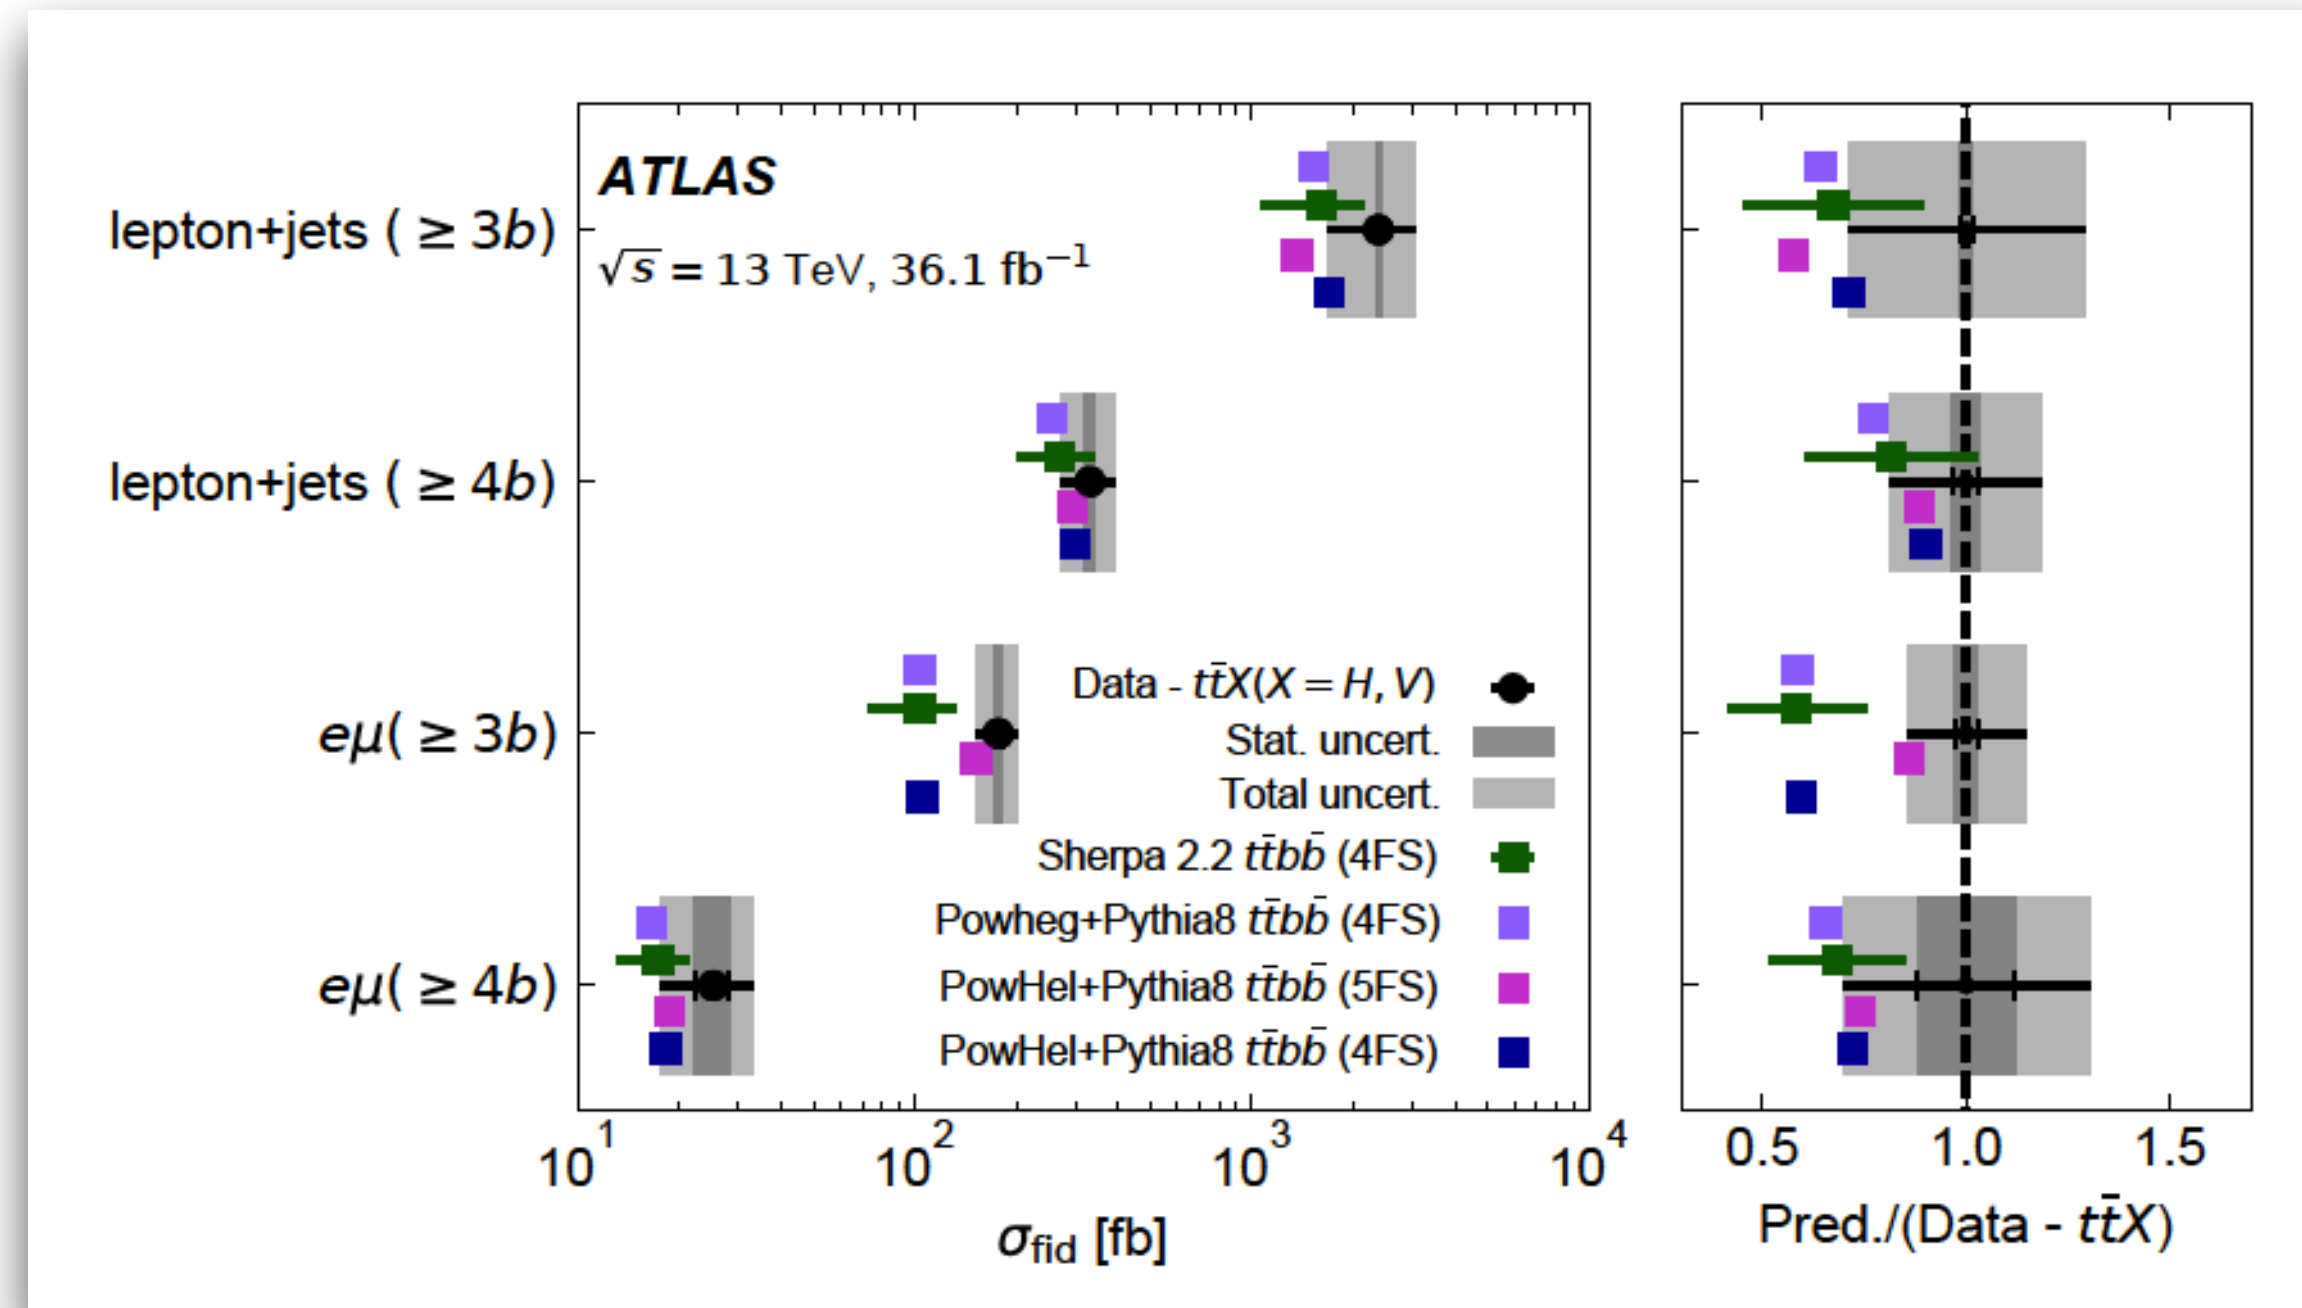 ATLAS
√s = 13 TeV, 36.1 fb⁻¹
lepton+jets ( ≥ 3b)
lepton+jets ( ≥ 4b)
eμ( ≥ 3b)
eμ( ≥ 4b)
Data - tt̄X(X = H, V)
Stat. uncert.
Total uncert.
Sherpa 2.2 tt̄bb̄ (4FS)
Powheg+Pythia8 tt̄bb̄ (4FS)
PowHel+Pythia8 tt̄bb̄ (5FS)
PowHel+Pythia8 tt̄bb̄ (4FS)
10¹ 10² 10³ 10⁴
σfid [fb]
0.5 1.0 1.5
Pred./(Data - tt̄X)